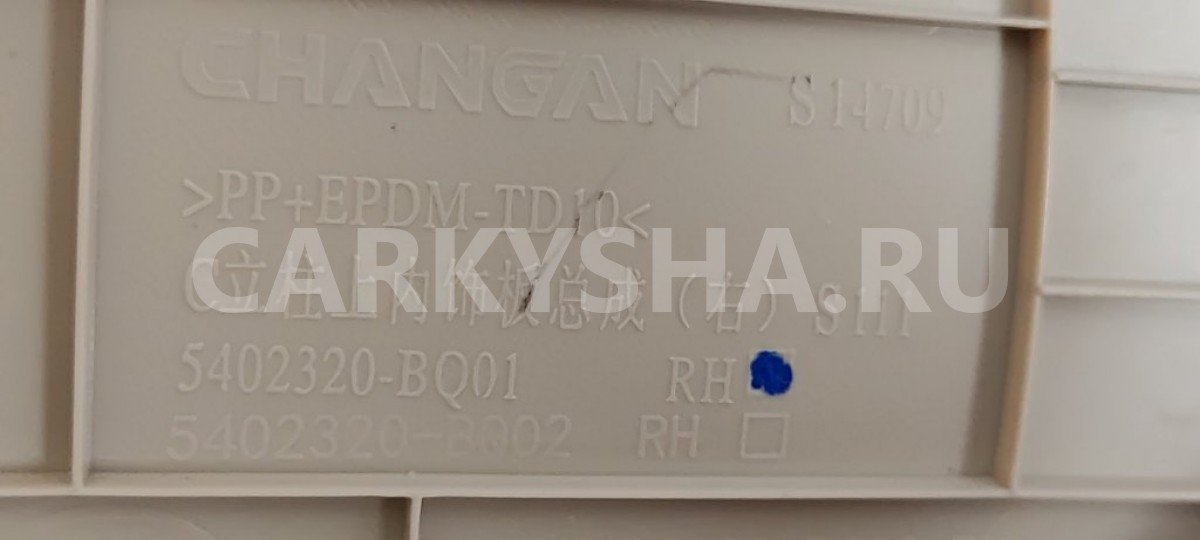 CHANGAN S14709
>PP+EPDM-TD10<
C立柱上内饰板总成(右) S111
CARKYSHA.RU
5402320-BQ01 RH
5402320-BQ02 RH